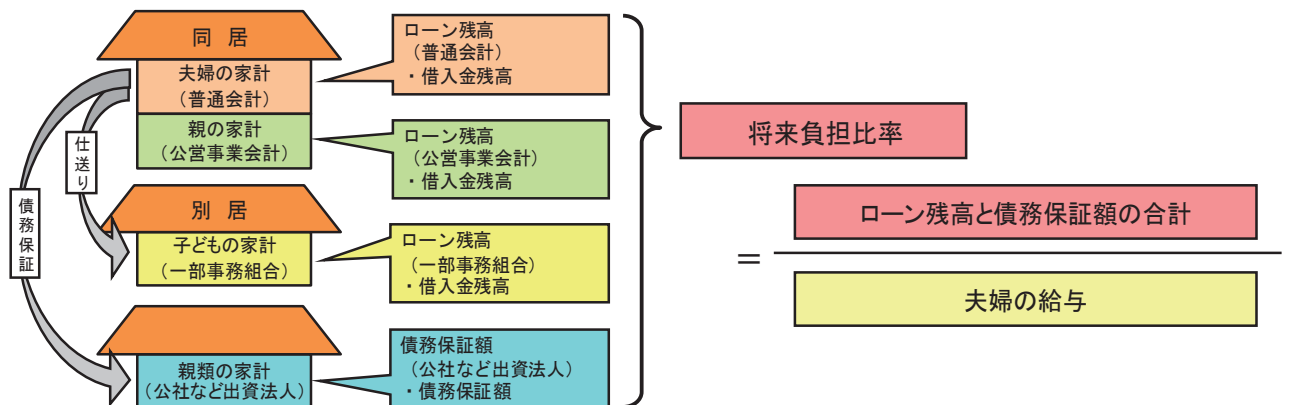 同 居
夫婦の家計
（普通会計）
親の家計
（公営事業会計）
ローン残高
（普通会計）
・借入金残高
ローン残高
（公営事業会計）
・借入金残高
仕送り
債務保証
別 居
子どもの家計
（一部事務組合）
ローン残高
（一部事務組合）
・借入金残高
親類の家計
（公社など出資法人）
債務保証額
（公社など出資法人）
・債務保証額
将来負担比率
＝
ローン残高と債務保証額の合計
夫婦の給与